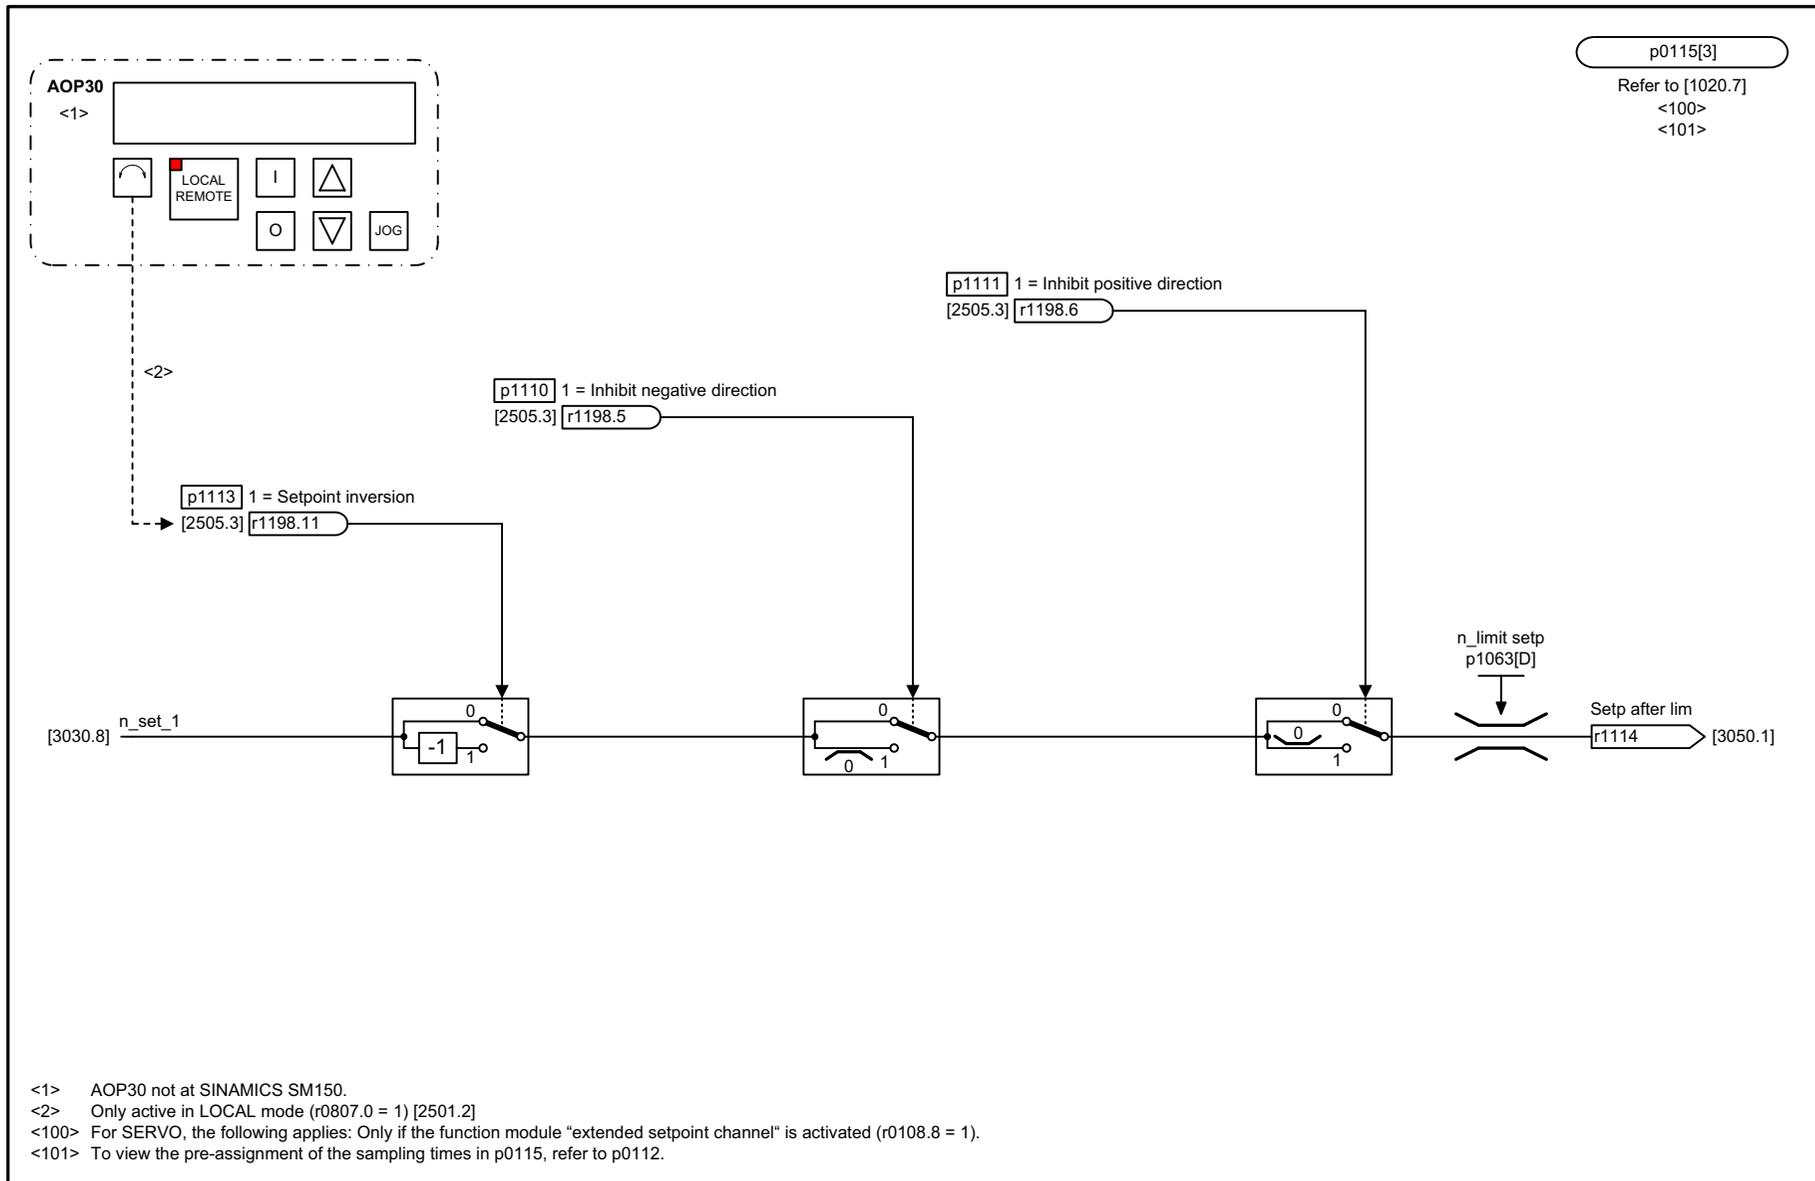 p0115[3]
Refer to [1020.7]
<100>
<101>
AOP30
<1>
LOCAL
REMOTE
I
O
JOG
<2>
p1111 1 = Inhibit positive direction
[2505.3] r1198.6
p1110 1 = Inhibit negative direction
[2505.3] r1198.5
p1113 1 = Setpoint inversion
[2505.3] r1198.11
n_limit setp
p1063[D]
[3030.8] n_set_1
0
-1
1
0
0
1
0
0
1
Setp after lim
r1114 [3050.1]
<1> AOP30 not at SINAMICS SM150.
<2> Only active in LOCAL mode (r0807.0 = 1) [2501.2]
<100> For SERVO, the following applies: Only if the function module “extended setpoint channel“ is activated (r0108.8 = 1).
<101> To view the pre-assignment of the sampling times in p0115, refer to p0112.